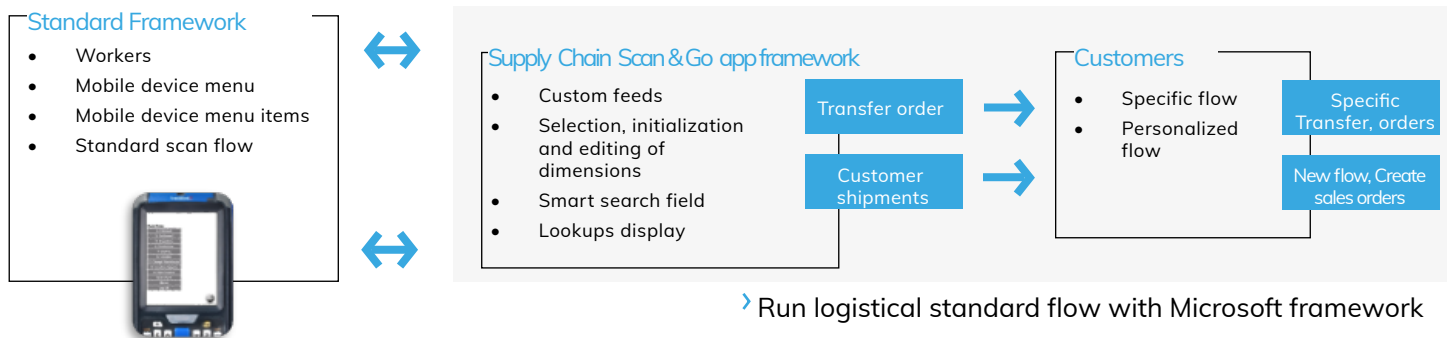 Standard Framework
• Workers
• Mobile device menu
• Mobile device menu items
• Standard scan flow
Supply Chain Scan & Go app framework
• Custom feeds
• Selection, initialization
and editing of
dimensions
• Smart search field
• Lookups display
Transfer order
Customer
shipments
Customers
• Specific flow
• Personalized
flow
Specific
Transfer, orders
New flow, Create
sales orders
› Run logistical standard flow with Microsoft framework